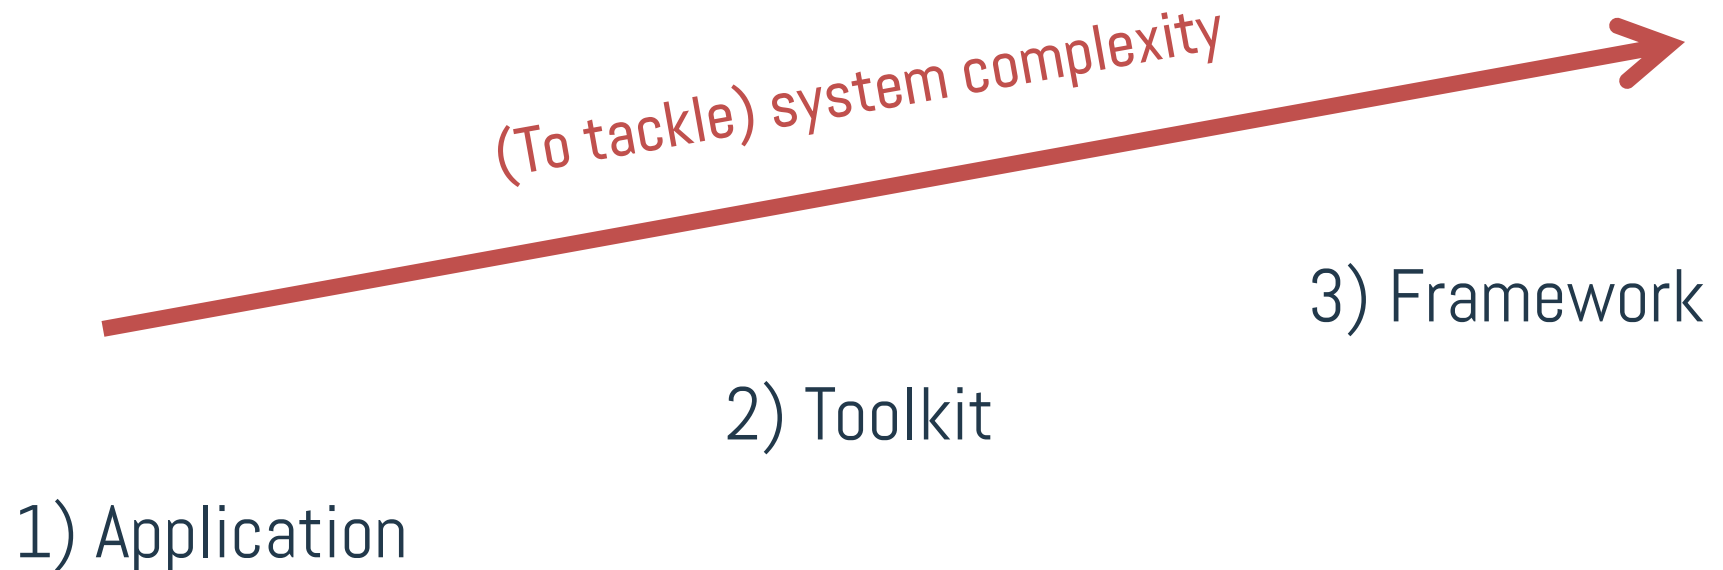 (To tackle) system complexity
3) Framework
2) Toolkit
1) Application